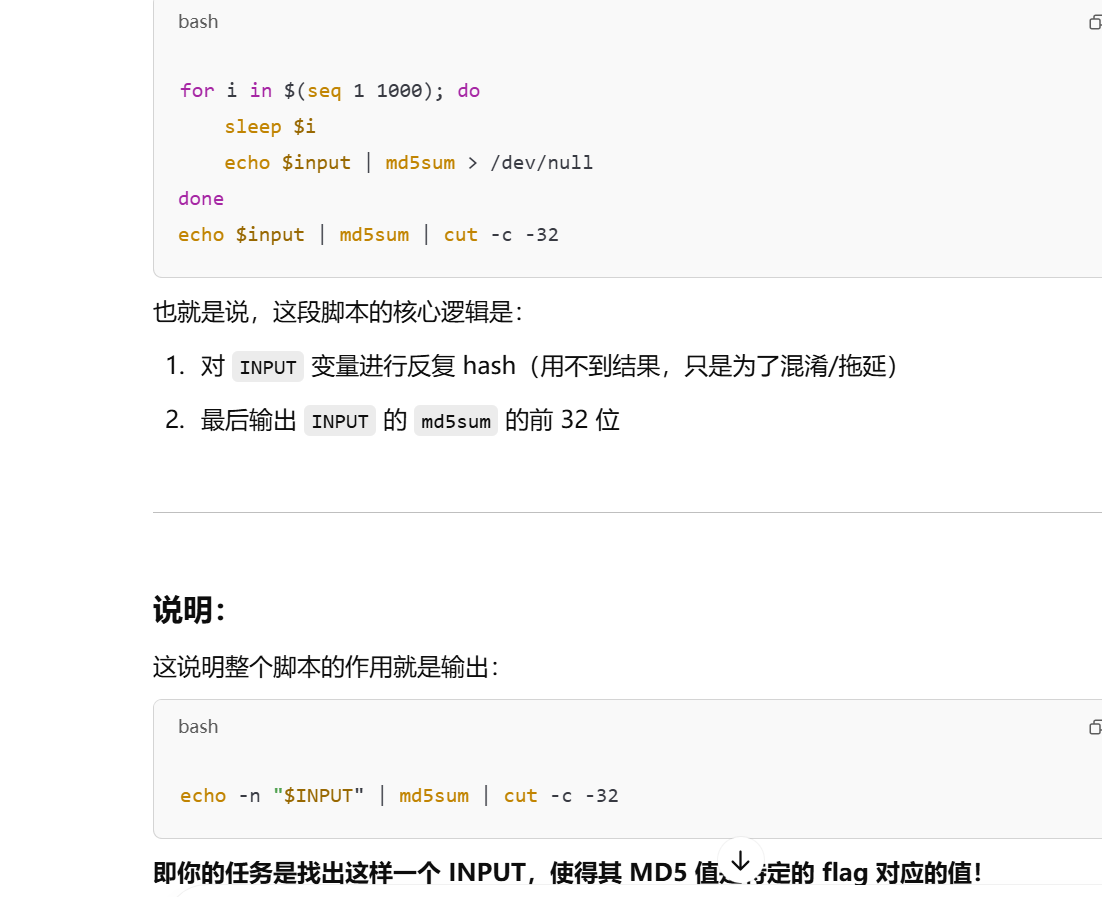 bash
for i in $(seq 1 1000); do
    sleep $i
    echo $input | md5sum > /dev/null
done
echo $input | md5sum | cut -c -32
也就是说，这段脚本的核心逻辑是：
1. 对 INPUT 变量进行反复 hash（用不到结果，只是为了混淆/拖延）
2. 最后输出 INPUT 的 md5sum 的前 32 位
说明：
这说明整个脚本的作用就是输出：
bash
echo -n "$INPUT" | md5sum | cut -c -32
即你的任务是找出这样一个 INPUT，使得其 MD5 值定的 flag 对应的值！